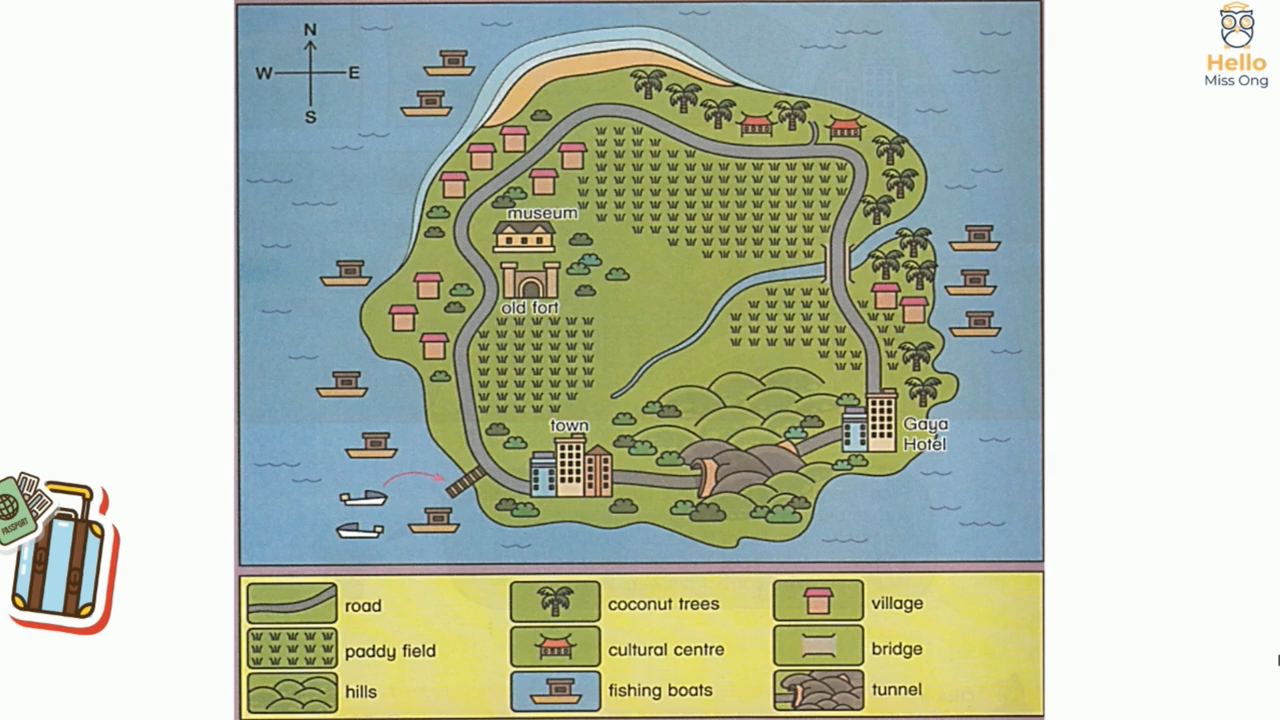 Hello
Miss Ong
N
W E
S
museum
old fort
town
Gaya
Hotel
PASSPORT
road
coconut trees
village
paddy field
cultural centre
bridge
hills
fishing boats
tunnel